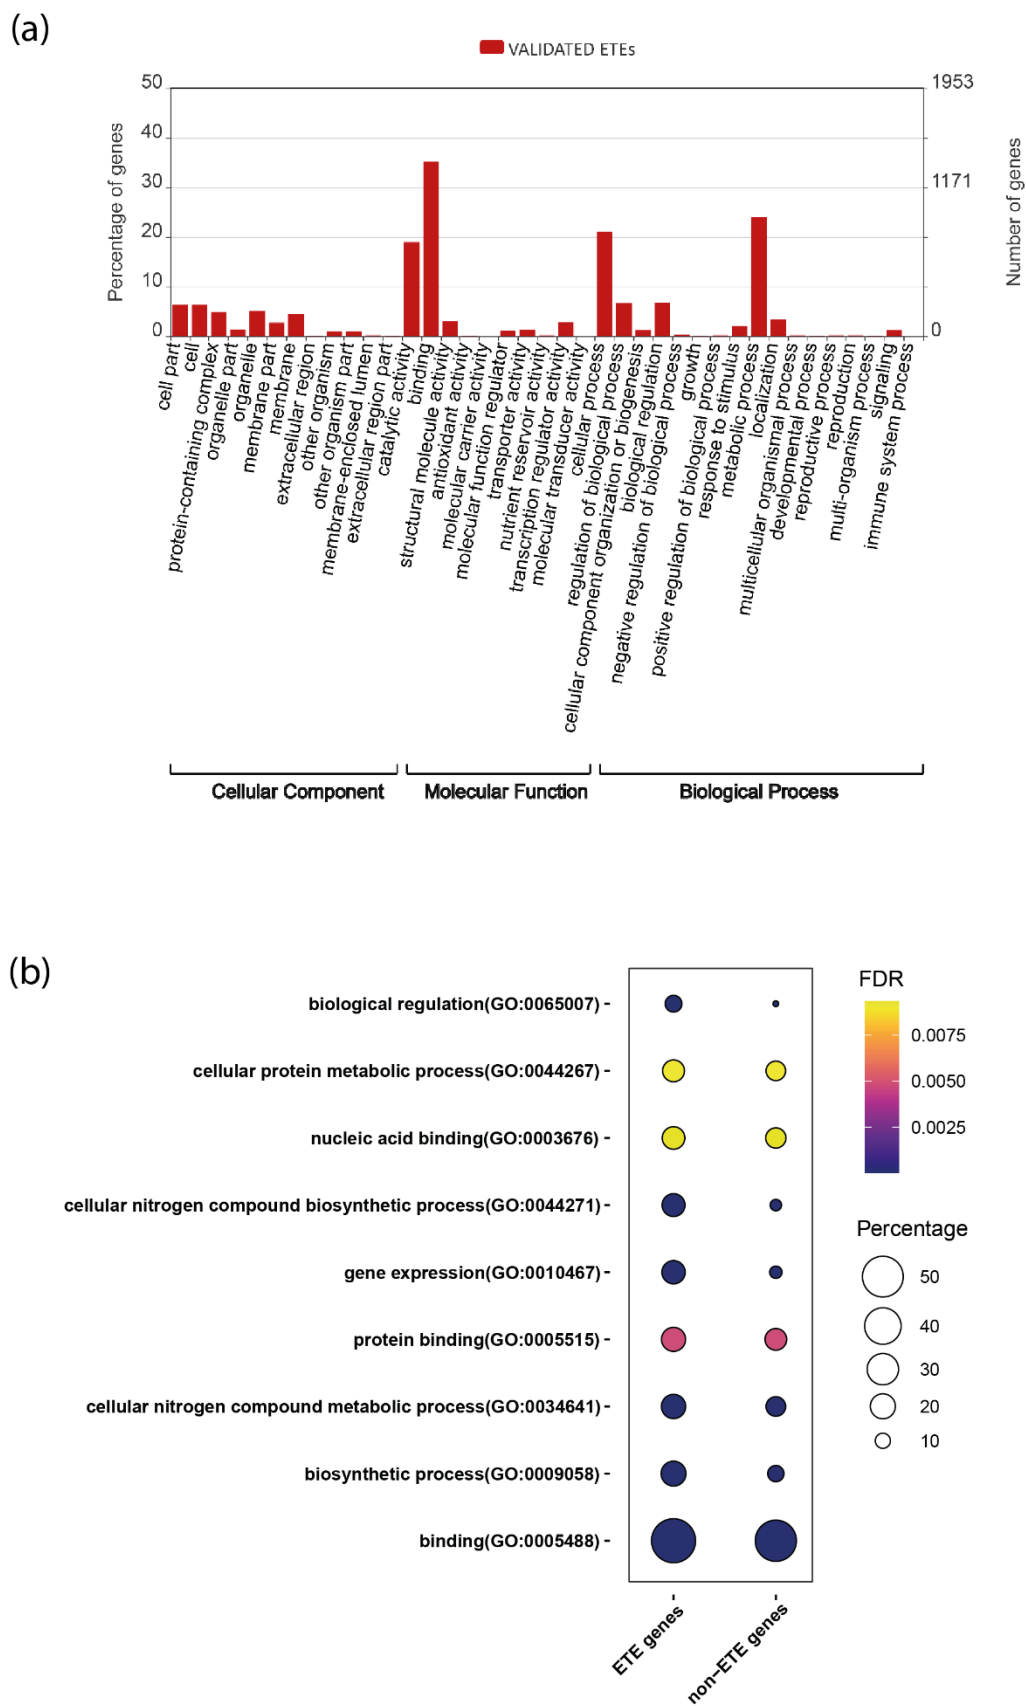 (a)
VALIDATED ETEs
Percentage of genes
50
40
30
20
10
0
1953
1171
0
Number of genes
cell part
cell
protein-containing complex
organelle part
organelle
membrane part
membrane
extracellular region
other organism
other organism part
membrane-enclosed lumen
extracellular region part
catalytic activity
binding
structural molecule activity
antioxidant activity
molecular carrier activity
molecular function regulator
transporter activity
nutrient reservoir activity
transcription regulator activity
molecular transducer activity
cellular process
regulation of biological process
cellular component organization or biogenesis
biological regulation
negative regulation of biological process
growth
positive regulation of biological process
response to stimulus
metabolic process
localization
multicellular organismal process
developmental process
reproductive process
reproduction
multi-organism process
signaling
immune system process
Cellular Component
Molecular Function
Biological Process
(b)
biological regulation(GO:0065007)
cellular protein metabolic process(GO:0044267)
nucleic acid binding(GO:0003676)
cellular nitrogen compound biosynthetic process(GO:0044271)
gene expression(GO:0010467)
protein binding(GO:0005515)
cellular nitrogen compound metabolic process(GO:0034641)
biosynthetic process(GO:0009058)
binding(GO:0005488)
ETE genes
non-ETE genes
FDR
0.0075
0.0050
0.0025
Percentage
50
40
30
20
10